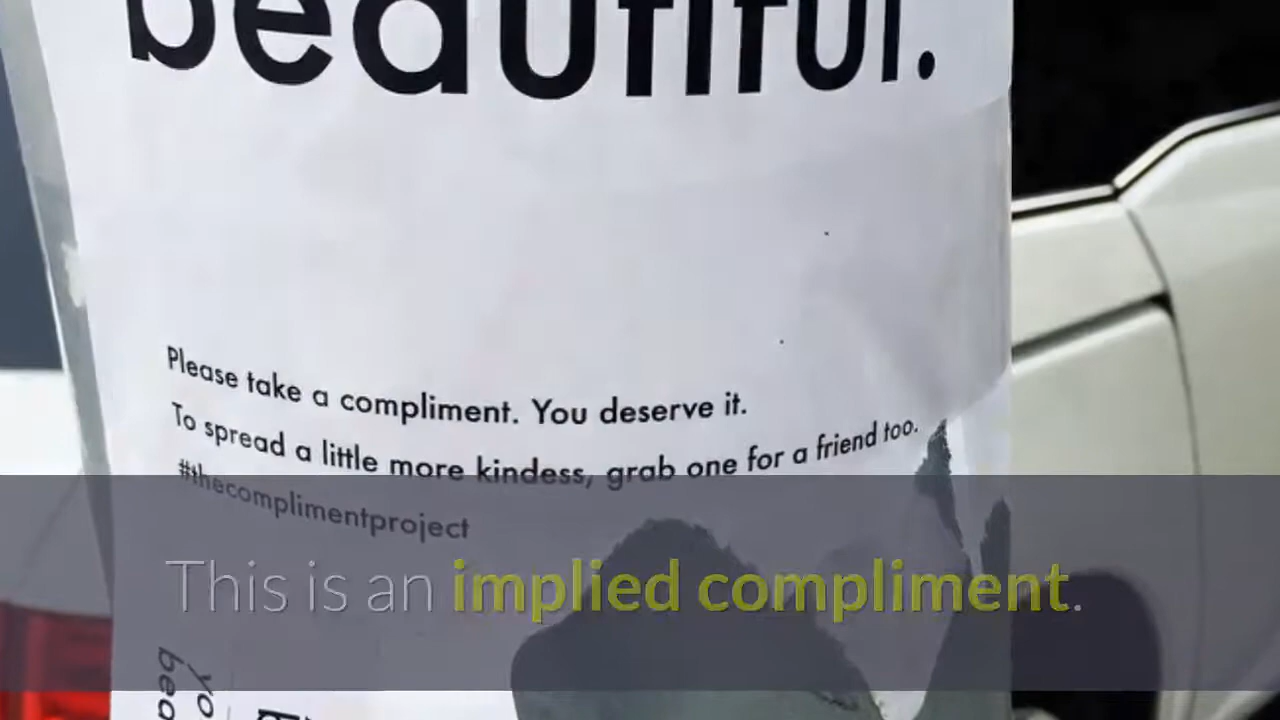 beautiful.
Please take a compliment. You deserve it.
To spread a little more kindess, grab one for a friend too.
#thecomplimentproject
This is an implied compliment.